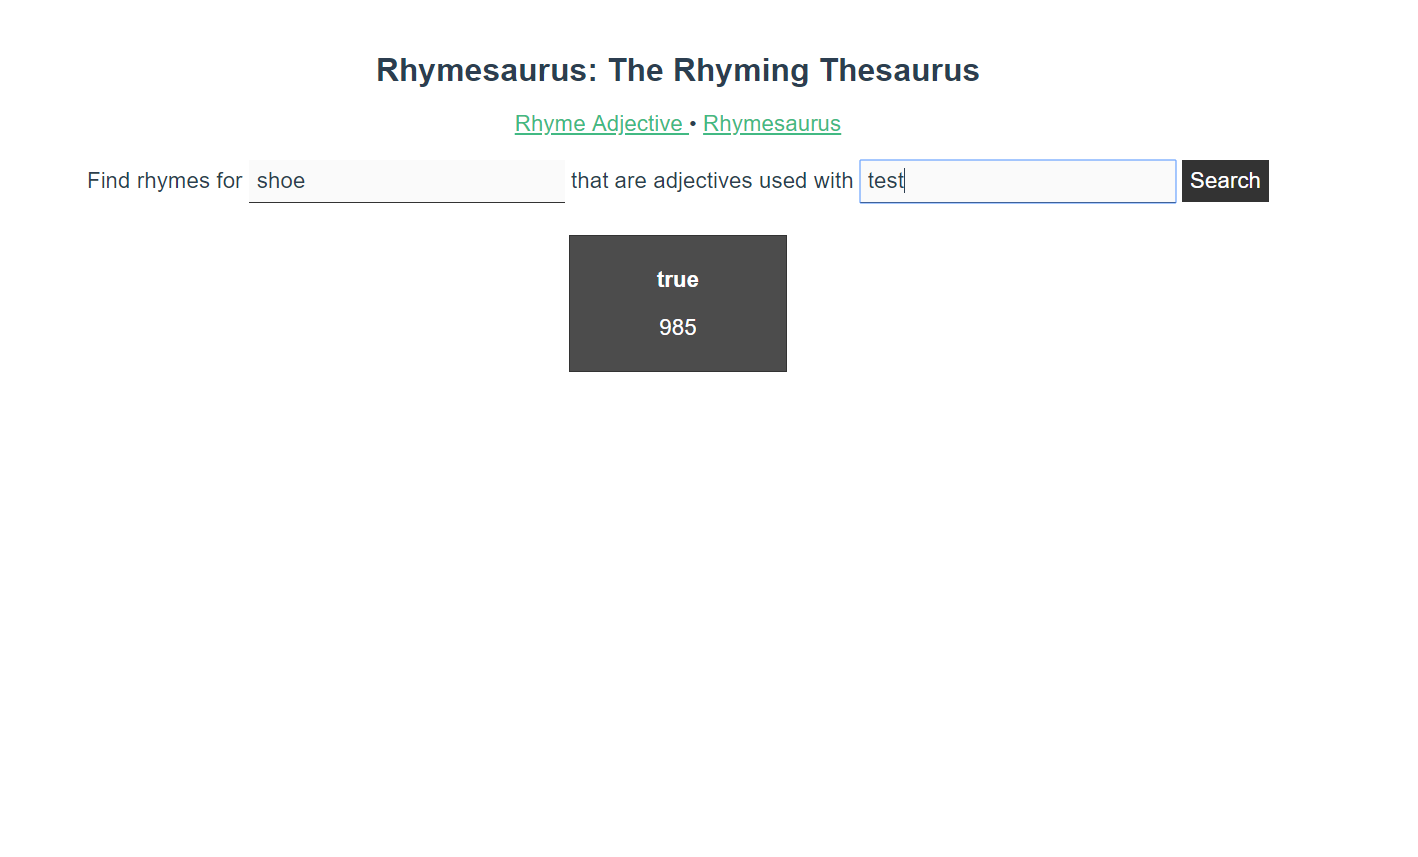 Rhymesaurus: The Rhyming Thesaurus
Rhyme Adjective • Rhymesaurus
Find rhymes for shoe that are adjectives used with test Search
true
985